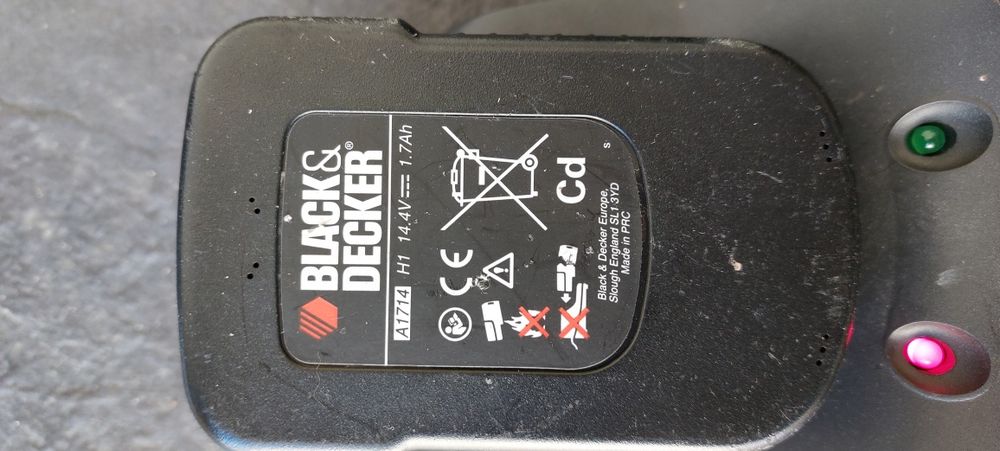 BLACK&
DECKER®
A1714 H1 14.4V 1.7Ah
CE
Cd
S
Black & Decker Europe,
Slough England SL1 3YD
Made in PRC